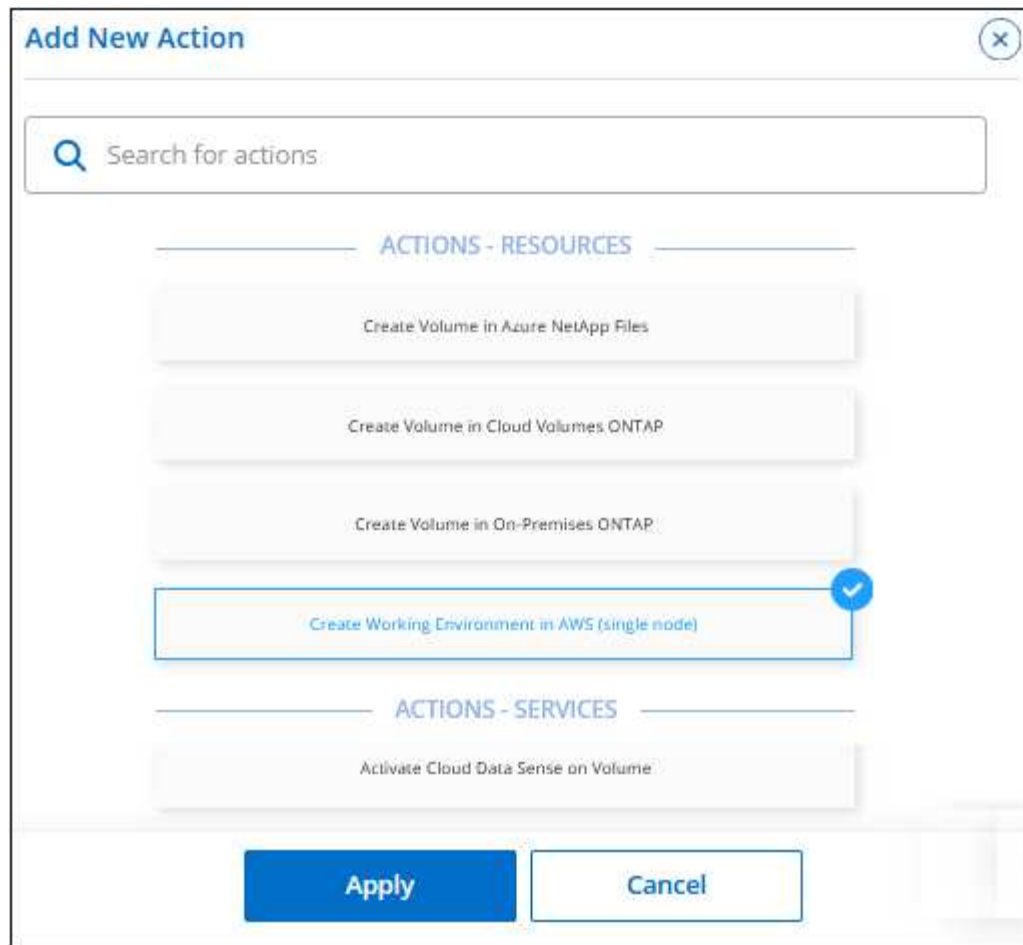 Add New Action
Search for actions
ACTIONS - RESOURCES
Create Volume in Azure NetApp Files
Create Volume in Cloud Volumes ONTAP
Create Volume in On-Premises ONTAP
Create Working Environment in AWS (single node)
ACTIONS - SERVICES
Activate Cloud Data Sense on Volume
Apply
Cancel